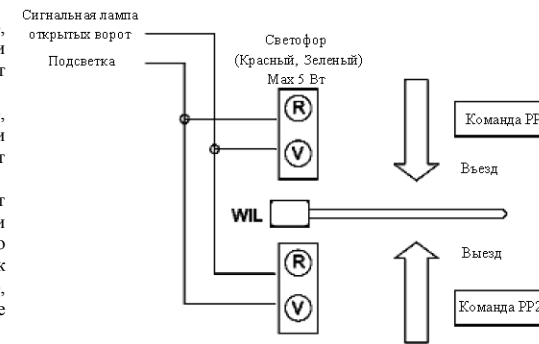 Сигнальная лампа
открытых ворот
Подсветка
Светофор
(Красный, Зеленый)
Max 5 Вт
R
V
Команда PP
Въезд
WIL
R
V
Выезд
Команда PP2